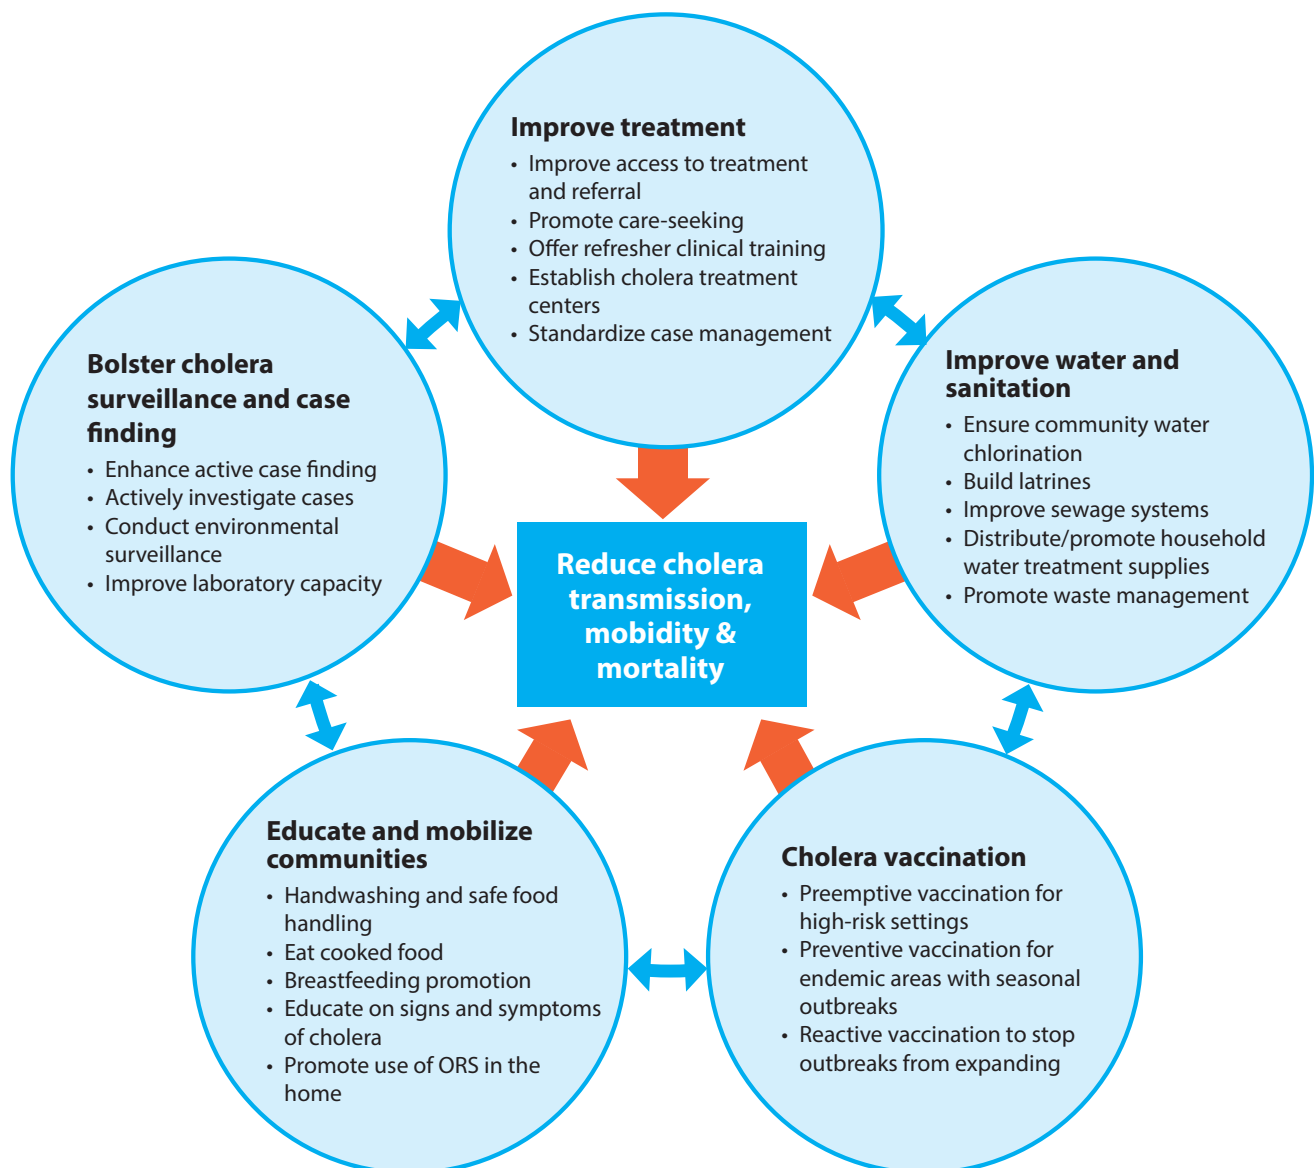 Improve treatment
• Improve access to treatment
and referral
• Promote care-seeking
• Offer refresher clinical training
• Establish cholera treatment
centers
• Standardize case management
Bolster cholera
surveillance and case
finding
• Enhance active case finding
• Actively investigate cases
• Conduct environmental
surveillance
• Improve laboratory capacity
Improve water and
sanitation
• Ensure community water
chlorination
• Build latrines
• Improve sewage systems
• Distribute/promote household
water treatment supplies
• Promote waste management
Reduce cholera
transmission,
mobidity &
mortality
Educate and mobilize
communities
• Handwashing and safe food
handling
• Eat cooked food
• Breastfeeding promotion
• Educate on signs and symptoms
of cholera
• Promote use of ORS in the
home
Cholera vaccination
• Preemptive vaccination for
high-risk settings
• Preventive vaccination for
endemic areas with seasonal
outbreaks
• Reactive vaccination to stop
outbreaks from expanding